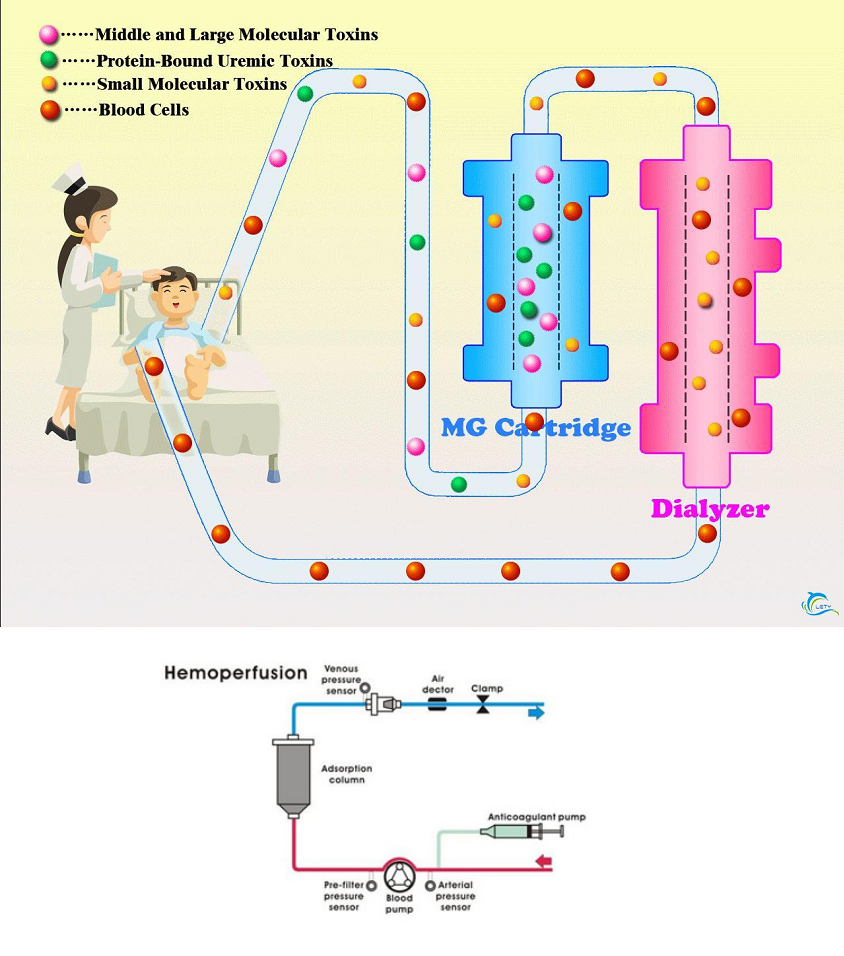 ……Middle and Large Molecular Toxins
……Protein-Bound Uremic Toxins
……Small Molecular Toxins
……Blood Cells
MG Cartridge
Dialyzer
LETV
Hemoperfusion
Venous
pressure
sensor
Air
dector
Clamp
Adsorption
column
Anticoagulant pump
Pre-filter
pressure
sensor
Blood
pump
Arterial
pressure
sensor